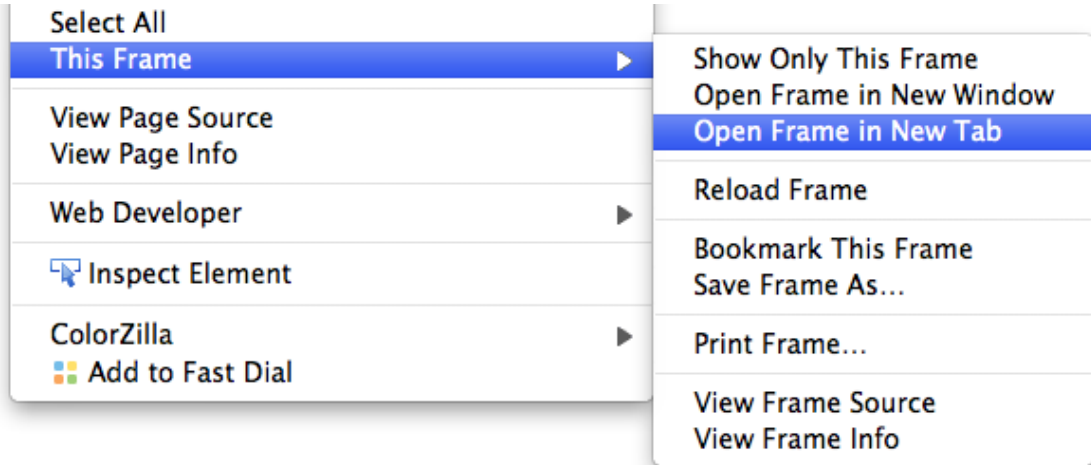 Select All
This Frame
View Page Source
View Page Info
Web Developer
Inspect Element
ColorZilla
Add to Fast Dial
Show Only This Frame
Open Frame in New Window
Open Frame in New Tab
Reload Frame
Bookmark This Frame
Save Frame As...
Print Frame...
View Frame Source
View Frame Info